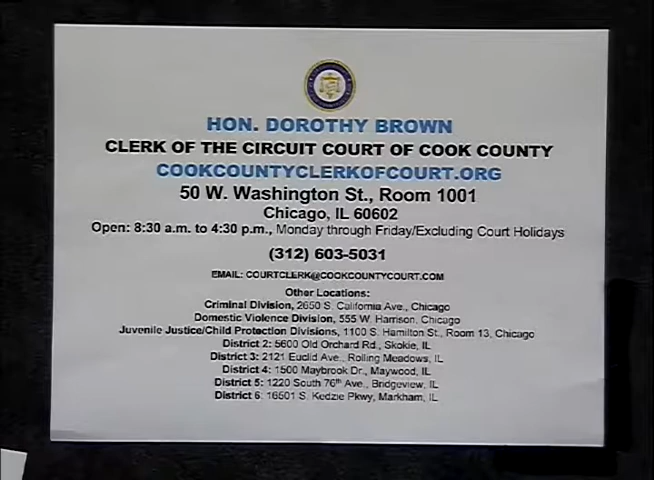 HON. DOROTHY BROWN
CLERK OF THE CIRCUIT COURT OF COOK COUNTY
COOKCOUNTYCLERKOFCOURT.ORG
50 W. Washington St., Room 1001
Chicago, IL 60602
Open: 8:30 a.m. to 4:30 p.m., Monday through Friday/Excluding Court Holidays
(312) 603-5031
EMAIL: COURTCLERK@COOKCOUNTYCOURT.COM
Other Locations:
Criminal Division, 2650 S. California Ave., Chicago
Domestic Violence Division, 555 W. Harrison, Chicago
Juvenile Justice/Child Protection Divisions, 1100 S. Hamilton St., Room 13, Chicago
District 2: 5600 Old Orchard Rd., Skokie, IL
District 3: 2121 Euclid Ave., Rolling Meadows, IL
District 4: 1500 Maybrook Dr., Maywood, IL
District 5: 1220 South 76th Ave., Bridgeview, IL
District 6: 16501 S. Kedzie Pkwy, Markham, IL